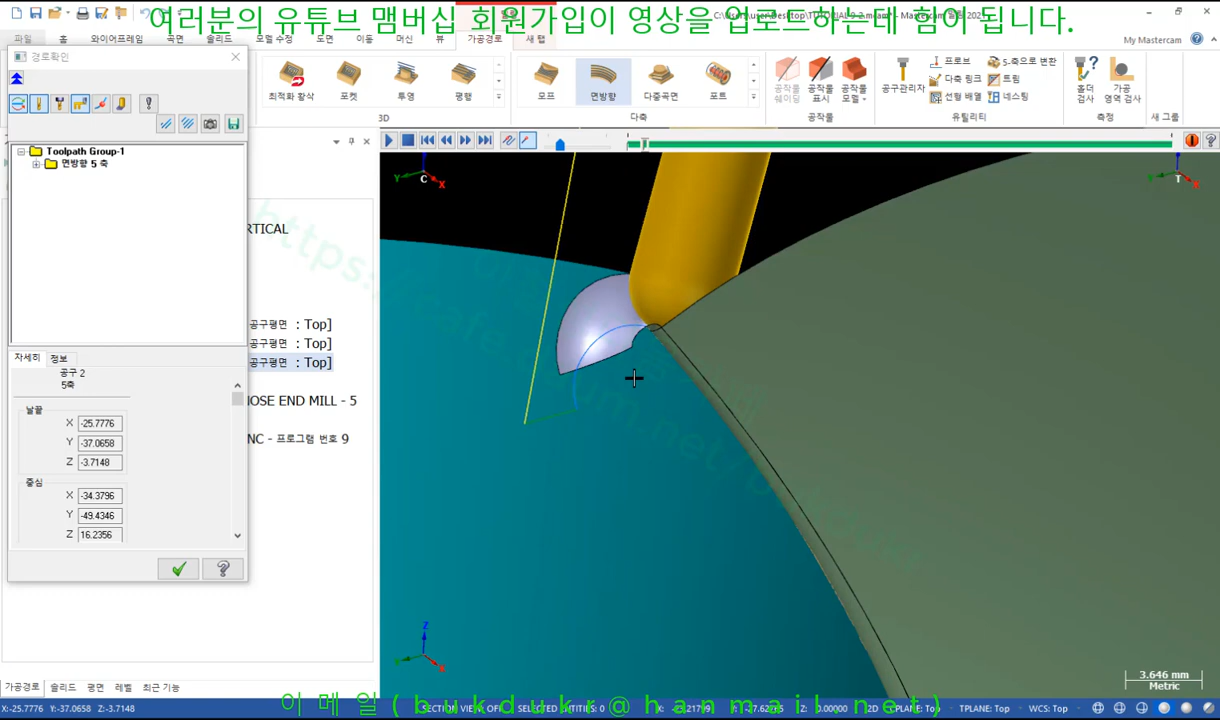 여러분의 유튜브 맴버십 회원가입이 영상을 업로드하는데 힘이 됩니다.
My Mastercam
파일 홈 와이어프레임 곡면 솔리드 모델 수정 도면 이동 머신 뷰 가공경로 새 탭
경로확인
최적화 황삭 포켓 투영 평행
3D
모프 면방향 다중곡면 포트
다축
공작물 쉐이딩 공작물 표시 공작물 모델
공작물
공구관리자 프로브 5-축으로 변환
다축 링크 트림
선형 배열 네스팅
유틸리티
홀더 검사 가공 영역 검사
측정
새 그룹
Toolpath Group-1
면방향 5 축
RTICAL
공구평면 : Top]
공구평면 : Top]
공구평면 : Top]
NOSE END MILL - 5
NC - 프로그램 번호 9
자세히 정보
공구 2
5축
날끝
X -25.7776
Y -37.0658
Z -3.7148
중심
X -34.3796
Y -49.4346
Z 16.2356
Y C X
Y T X
Z
X
3.646 mm
Metric
가공경로 솔리드 평면 레벨 최근 기능
이 메 일 ( b u k d u k r @ h a n m a i l . n e t )
X:-25.7776 Y:-37.0658 Z:-3.7148 SECTION VIEW: OFF SELECTED ENTITIES: 0 Z: 0.00000 CPLANE: Top TPLANE: Top WCS: Top